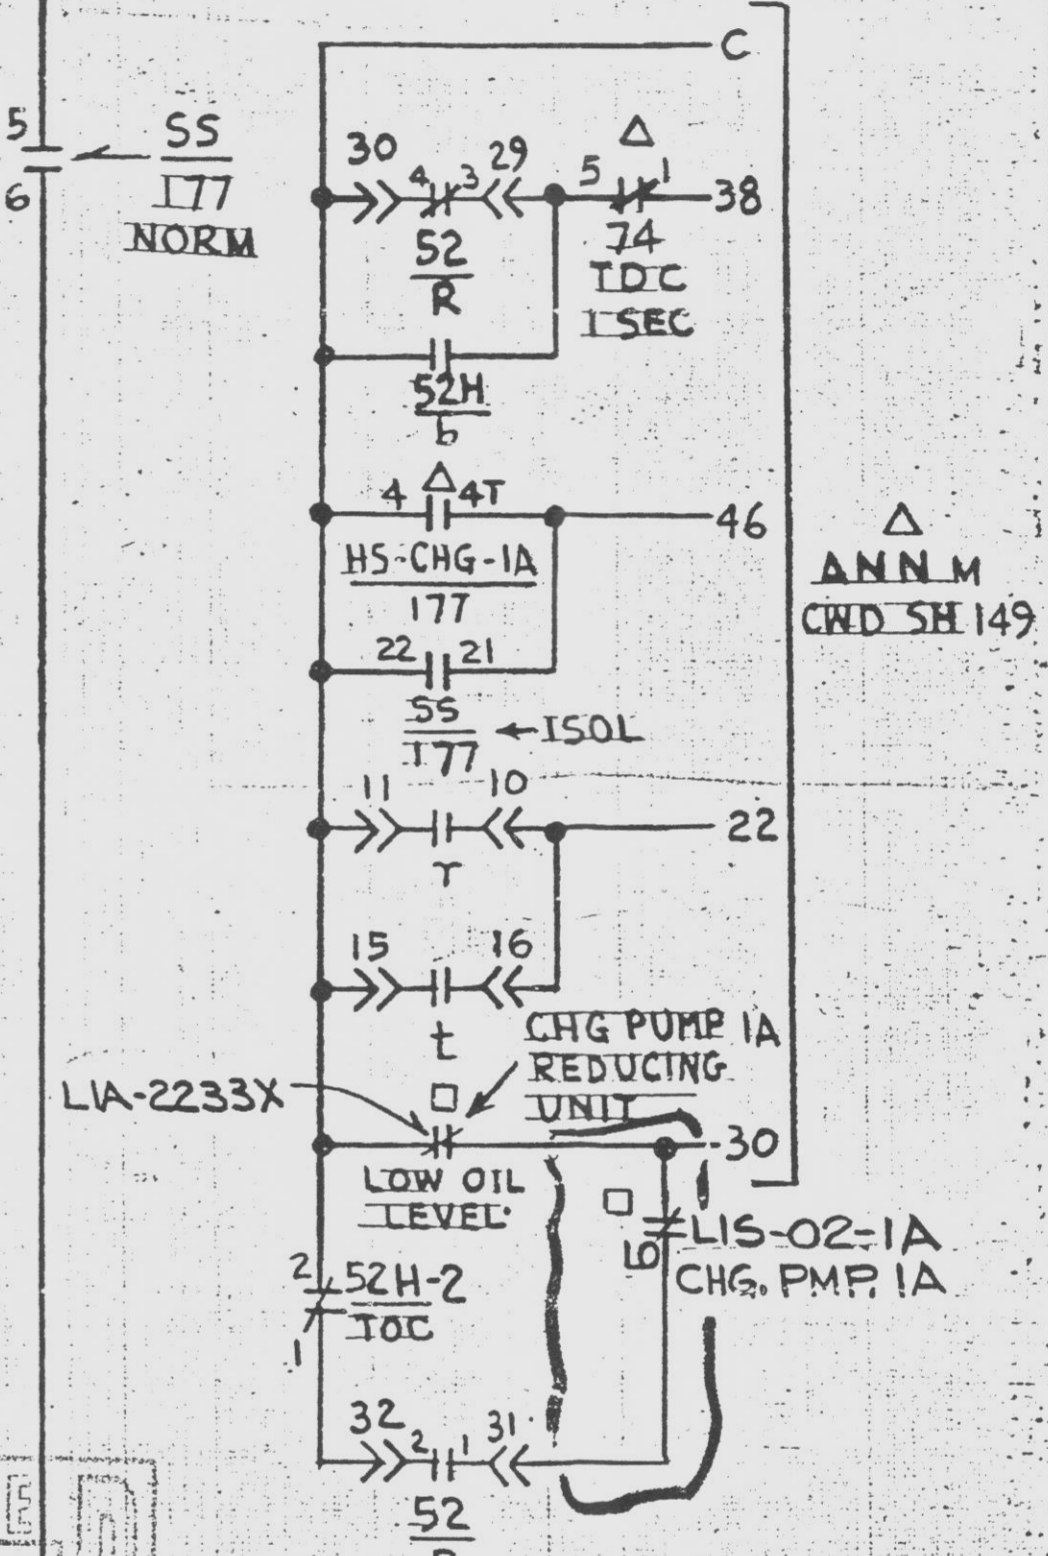 C
5
6
SS
177
NORM
30
4
3
29
5
1
38
52
R
74
TDC
1 SEC
52H
b
4
4T
46
HS-CHG-1A
177
22
21
SS
177
ISOL
ANN M
CWD SH 149
11
10
22
r
15
16
t
CHG PUMP 1A
REDUCING
UNIT
LIA-2233X
30
LOW OIL
LEVEL
LIS-02-1A
CHG. PMP. 1A
2
52H-2
TOC
1
32
2
1
31
52